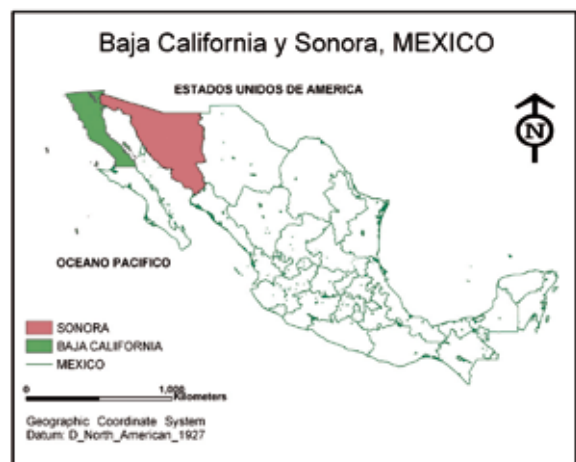 Baja California y Sonora, MEXICO
ESTADOS UNIDOS DE AMERICA
N
OCEANO PACIFICO
SONORA
BAJA CALIFORNIA
MEXICO
0 1,000
Kilometers
Geographic Coordinate System
Datum: D_North_American_1927